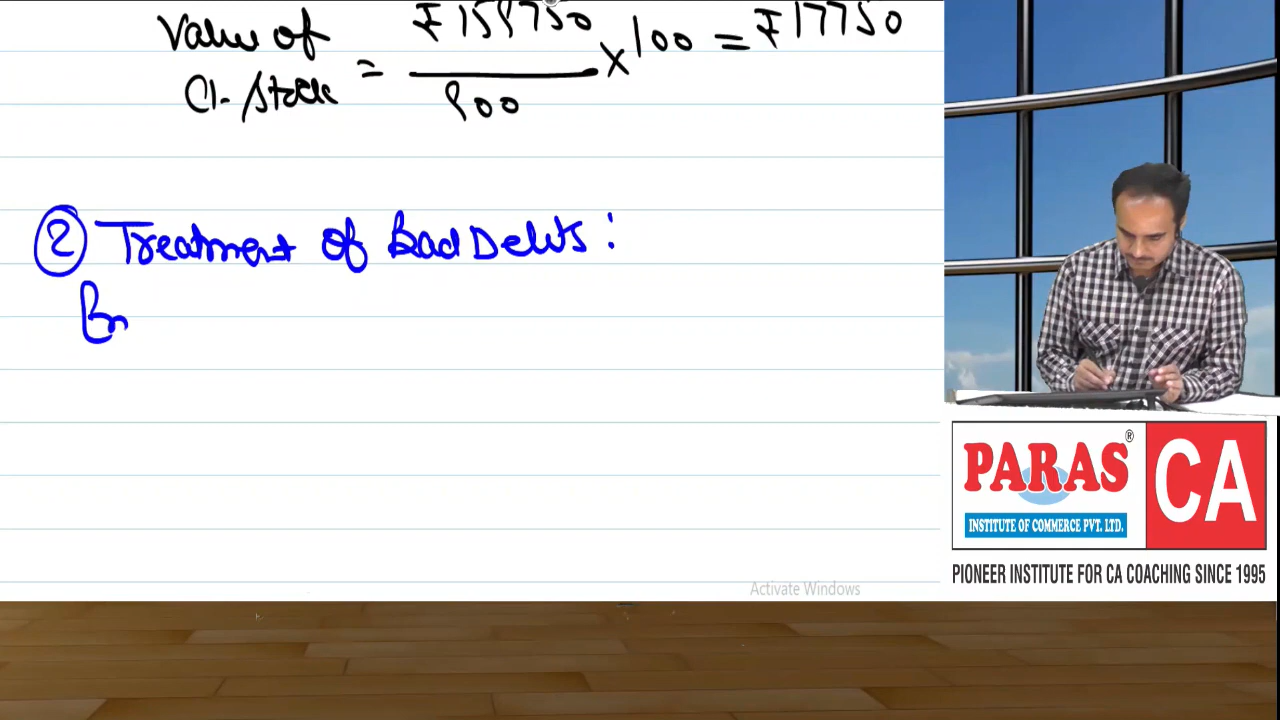 Value of
Cl. Stock = ₹159750 / 900 × 100 = ₹17750
② Treatment of Bad Debts :
PARAS®
INSTITUTE OF COMMERCE PVT. LTD.
CA
PIONEER INSTITUTE FOR CA COACHING SINCE 1995
Activate Windows